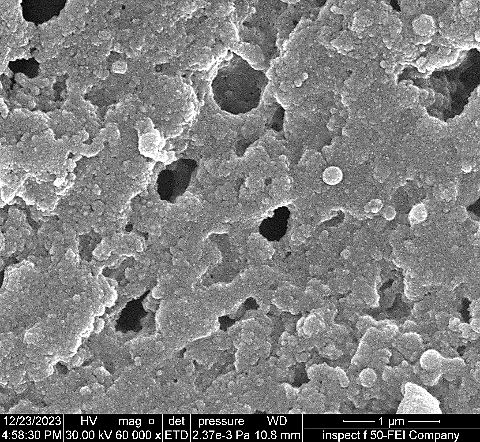 12/23/2023 HV mag □ det pressure WD 1 µm
4:58:30 PM 30.00 kV 60 000 x ETD 2.37e-3 Pa 10.8 mm inspect f 50-FEI Company